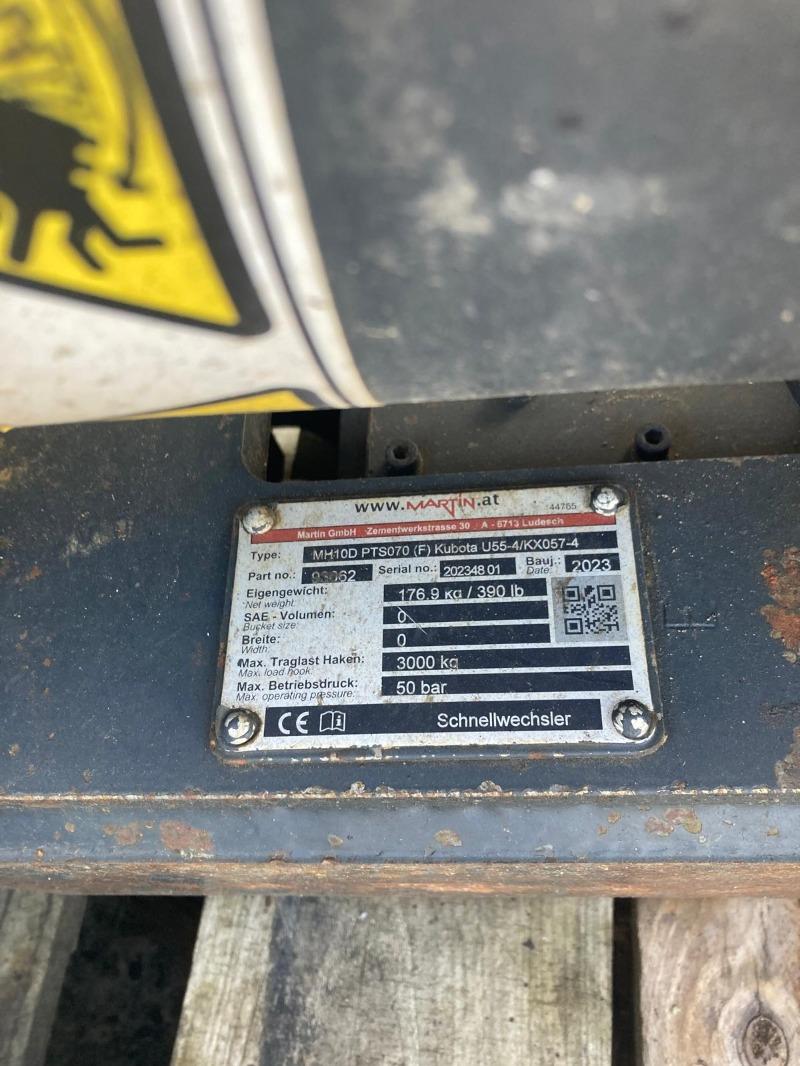 www.MARTIN.at
44765
Martin GmbH Zementwerkstrasse 30 A - 6713 Ludesch
Type: MH10D PTS070 (F) Kubota U55-4/KX057-4
Part no.: 93662 Serial no.: 202348 01 Bauj.: 2023
Date:
Eigengewicht: 176.9 kg / 390 lb
Net weight:
SAE - Volumen: 0
Bucket size:
Breite: 0
Width:
Max. Traglast Haken: 3000 kg
Max. load hook:
Max. Betriebsdruck: 50 bar
Max. operating pressure:
CE i Schnellwechsler